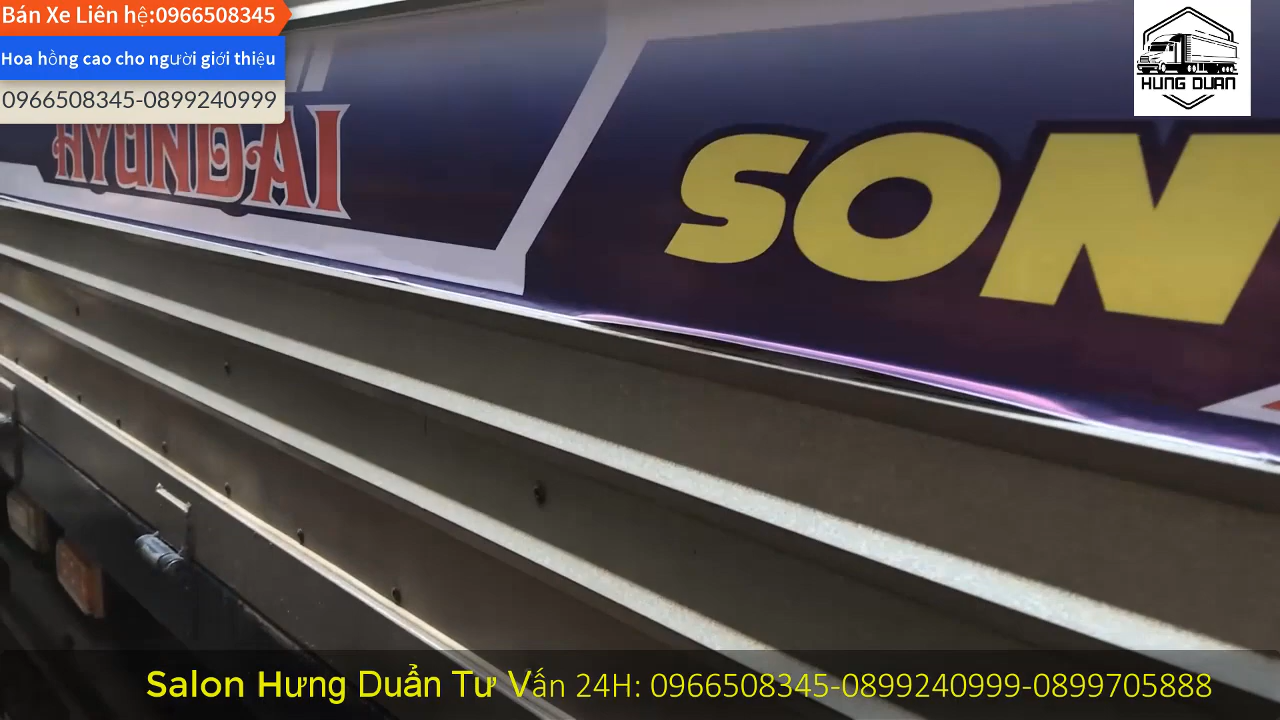 Bán Xe Liên hệ:0966508345
Hoa hồng cao cho người giới thiệu
0966508345-0899240999
HUNG DUAN
HYUNDAI
SON
Salon Hưng Duẩn Tư Vấn 24H: 0966508345-0899240999-0899705888